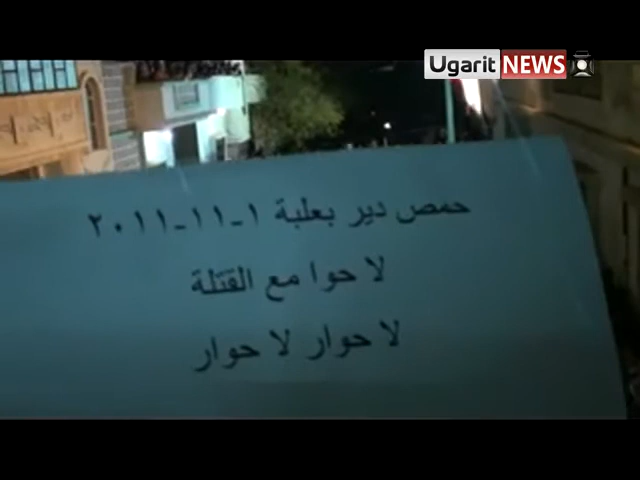 Ugarit NEWS
حمص دير بعلبة ١-١١-٢٠١١
لا حوا مع القتلة
لا حوار لا حوار